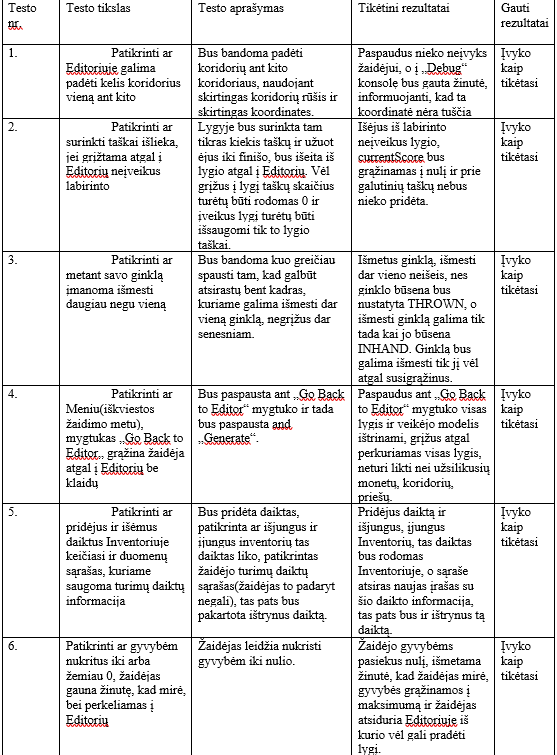 Testo
nr.
Testo tikslas
Testo aprašymas
Tikėtini rezultatai
Gauti
rezultatai
1.
Patikrinti ar
Editoriuje galima
padėti kelis koridorius
vieną ant kito
Bus bandoma padėti
koridorių ant kito
koridoriaus, naudojant
skirtingas koridorių rūšis ir
skirtingas koordinates.
Paspaudus nieko neįvyks
žaidėjui, o į „Debug“
konsolę bus gauta žinutė,
informuojanti, kad ta
koordinatė nėra tuščia
Įvyko
kaip
tikėtasi
2.
Patikrinti ar
surinkti taškai išlieka,
jei grįžtama atgal į
Editorių neįveikus
labirinto
Lygyje bus surinkta tam
tikras kiekis taškų ir užuot
ėjus iki finišo, bus išeita iš
lygio atgal į Editorių. Vėl
grįžus į lygį taškų skaičius
turėtų būti rodomas 0 ir
įveikus lygį turėtų būti
išsaugomi tik to lygio
taškai.
Išėjus iš labirinto
neįveikus lygio,
currentScore bus
grąžinamas į nulį ir prie
galutinių taškų nebus
nieko pridėta.
Įvyko
kaip
tikėtasi
3.
Patikrinti ar
metant savo ginklą
įmanoma išmesti
daugiau negu vieną
Bus bandoma kuo greičiau
spausti tam, kad galbūt
atsirastų bent kadras,
kuriame galima išmesti dar
vieną ginklą, negrįžus dar
senesniam.
Išmetus ginklą, išmesti
dar vieno neišeis, nes
ginklo būsena bus
nustatyta THROWN, o
išmesti ginklą galima tik
tada kai jo būsena
INHAND. Ginklą bus
galima išmesti tik jį vėl
atgal susigrąžinus.
Įvyko
kaip
tikėtasi
4.
Patikrinti ar
Meniu(iškviestos
žaidimo metu),
mygtukas „Go Back to
Editor„ grąžina žaidėja
atgal į Editorių be
klaidų
Bus paspausta ant „Go Back
to Editor“ mygtuko ir tada
bus paspausta and
„Generate“.
Paspaudus ant „Go Back
to Editor“ mygtuko visas
lygis ir veikėjo modelis
ištrinami, grįžus atgal
perkuriamas visas lygis,
neturi likti nei užsilikusių
monetų, koridorių,
priešų.
Įvyko
kaip
tikėtasi
5.
Patikrinti ar
pridėjus ir išėmus
daiktus Inventoriuje
keičiasi ir duomenų
sąrašas, kuriame
saugoma turimų daiktų
informacija
Bus pridėta daiktas,
patikrinta ar išjungus ir
įjungus inventorių tas
daiktas liko, patikrintas
žaidėjo turimų daiktų
sąrašas(žaidėjas to padaryt
negali), tas pats bus
pakartota ištrynus daiktą.
Pridėjus daiktą ir
išjungus, įjungus
Inventorių, tas daiktas
bus rodomas
Inventoriuje, o sąraše
atsiras naujas įrašas su
šio daikto informacija,
tas pats bus ir ištrynus tą
daiktą.
Įvyko
kaip
tikėtasi
6.
Patikrinti ar gyvybėm
nukritus iki arba
žemiau 0, žaidėjas
gauna žinutę, kad mirė,
bei perkeliamas į
Editorių
Žaidėjas leidžia nukristi
gyvybėm iki nulio.
Žaidėjo gyvybėms
pasiekus nulį, išmetama
žinutė, kad žaidėjas mirė,
gyvybės grąžinamos į
maksimumą ir žaidėjas
atsiduria Editoriuje iš
kurio vėl gali pradėti
lygį.
Įvyko
kaip
tikėtasi